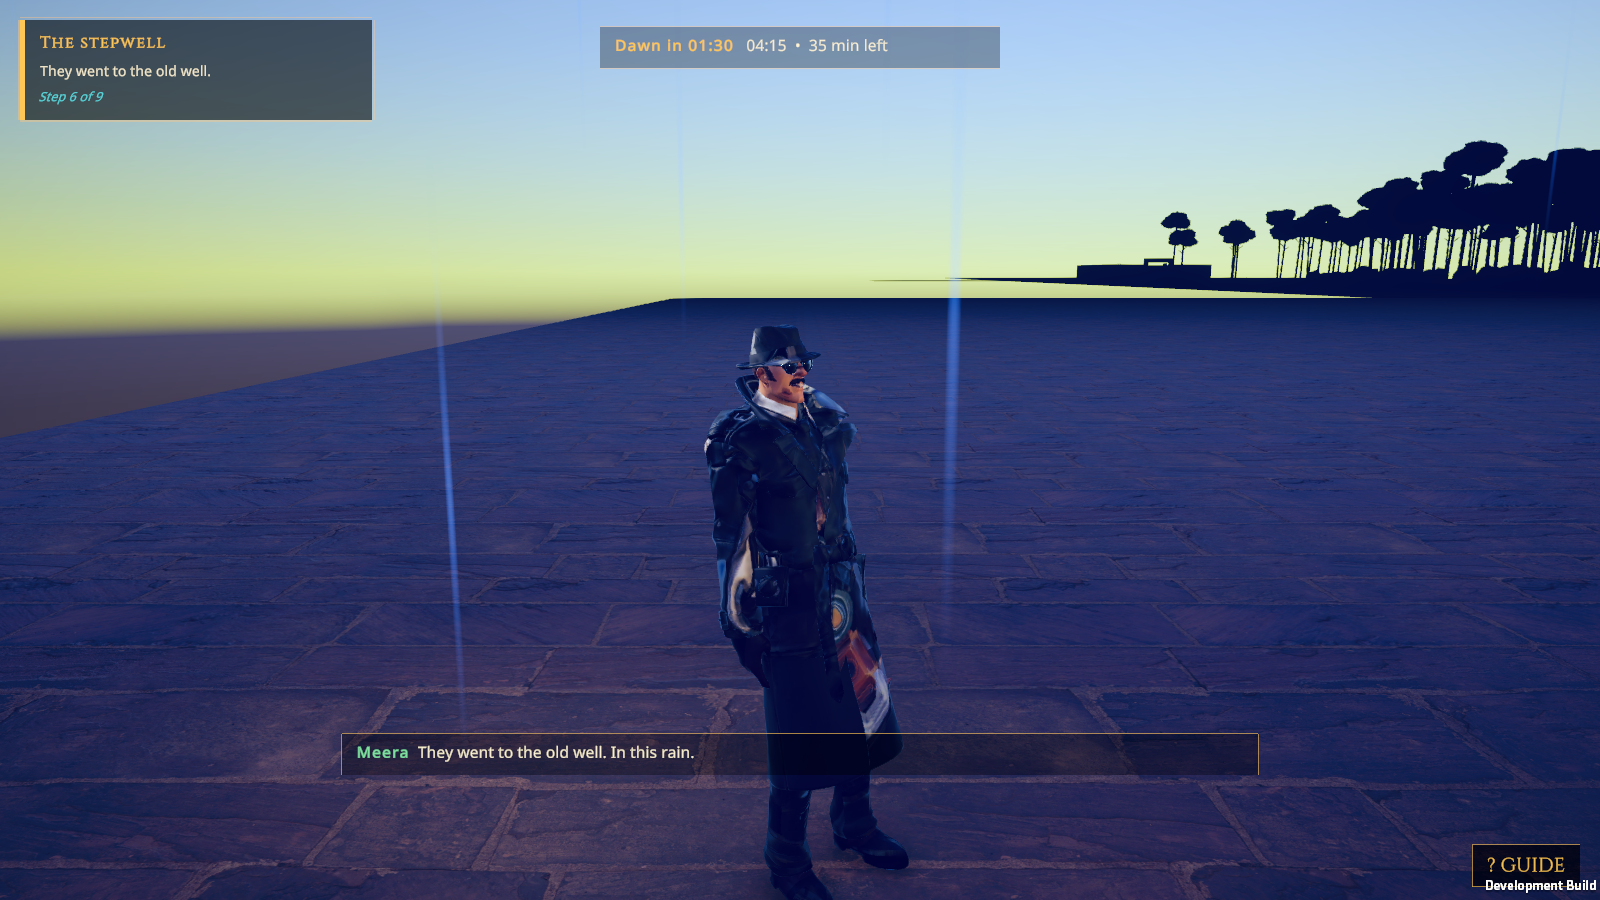 THE STEPWELL
They went to the old well.
Step 6 of 9
Dawn in 01:30 04:15 • 35 min left
Meera They went to the old well. In this rain.
? GUIDE
Development Build